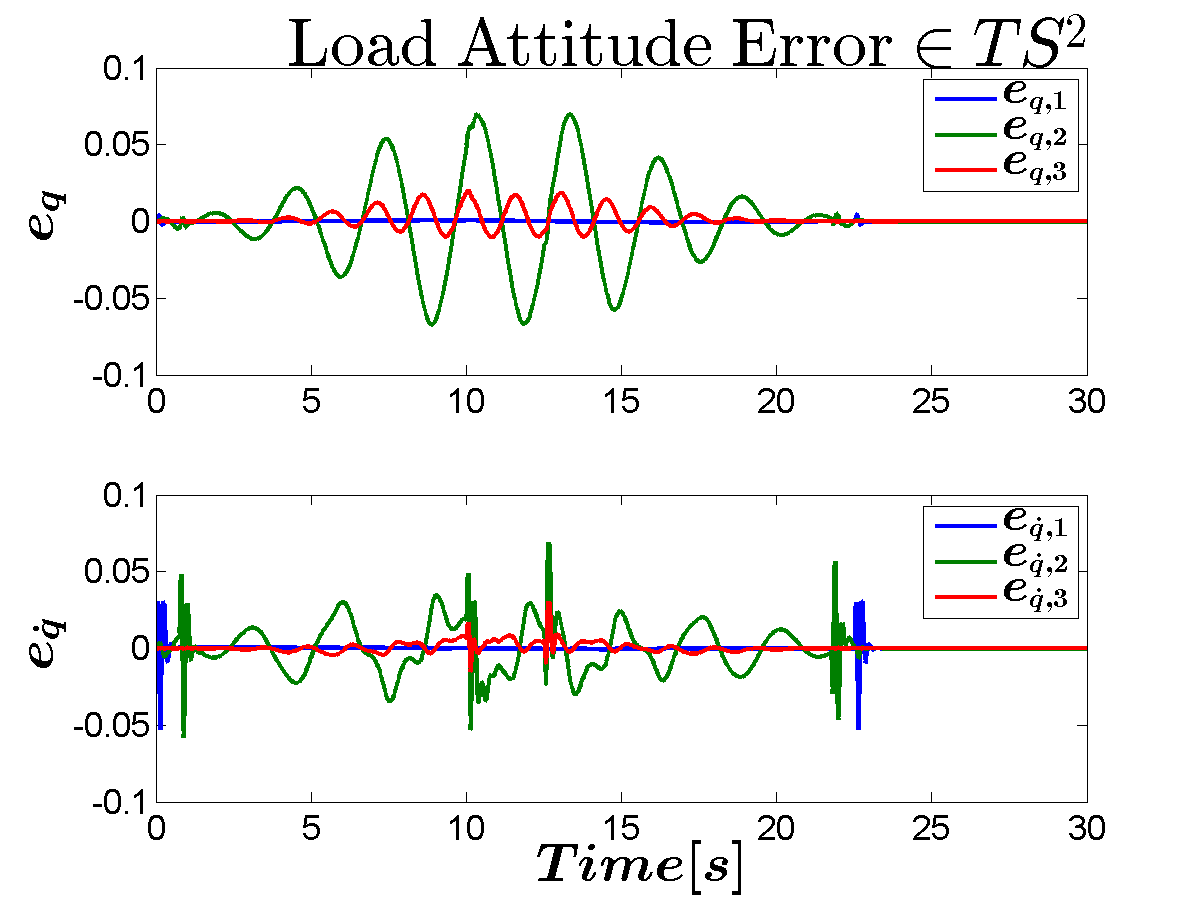 Load Attitude Error ∈ TS²
0.1
0.05
0
-0.05
-0.1
e_q
e_{q,1}
e_{q,2}
e_{q,3}
0 5 10 15 20 25 30
0.1
0.05
0
-0.05
-0.1
e_{q̇}
e_{q̇,1}
e_{q̇,2}
e_{q̇,3}
0 5 10 15 20 25 30
Time[s]